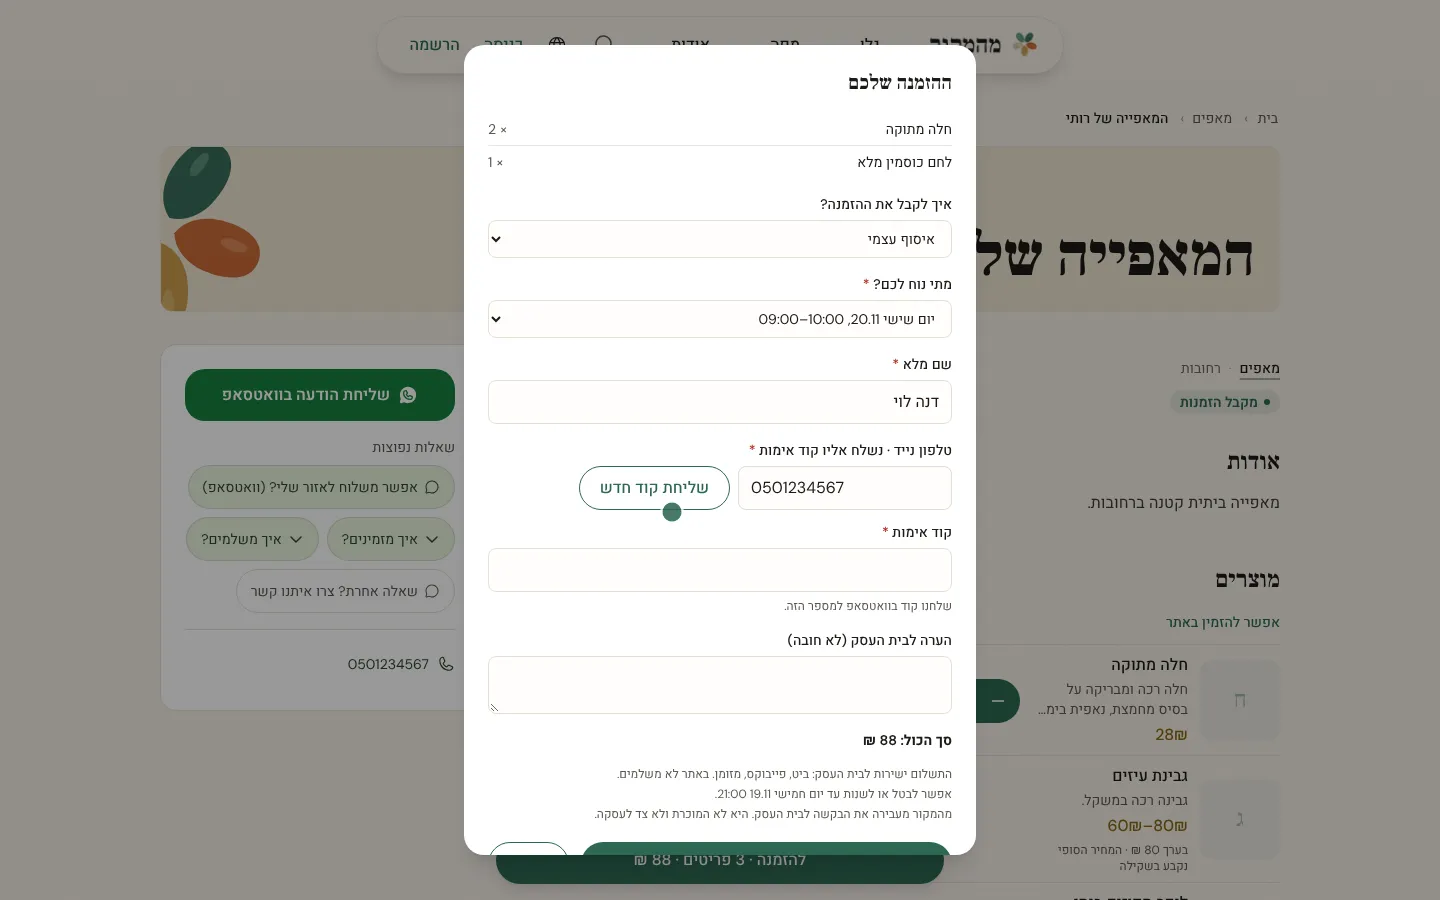 מהמקור
גלו
מפה
אודות
כניסה
הרשמה
בית › מאפים › המאפייה של רותי
המאפייה של
מאפים · רחובות
מקבל הזמנות
אודות
מאפייה ביתית קטנה ברחובות.
מוצרים
אפשר להזמין באתר
ח
חלה מתוקה
חלה רכה ומבריקה על
בסיס מחמצת, נאפית בימ...
28₪
ג
גבינת עיזים
גבינה רכה במשקל.
60₪–80₪
בערך 80 ₪ · המחיר הסופי
נקבע בשקילה
ההזמנה שלכם
חלה מתוקה × 2
לחם כוסמין מלא × 1
איך לקבל את ההזמנה?
איסוף עצמי
מתי נוח לכם? *
יום שישי 20.11, 09:00–10:00
שם מלא *
דנה לוי
טלפון נייד · נשלח אליו קוד אימות *
0501234567
שליחת קוד חדש
קוד אימות *
שלחנו קוד בוואטסאפ למספר הזה.
הערה לבית העסק (לא חובה)
סך הכול: 88 ₪
התשלום ישירות לבית העסק: ביט, פייבוקס, מזומן. באתר לא משלמים.
אפשר לבטל או לשנות עד יום חמישי 19.11 21:00.
מהמקור מעבירה את הבקשה לבית העסק. היא לא המוכרת ולא צד לעסקה.
להזמנה · 3 פריטים · 88 ₪
שליחת הודעה בוואטסאפ
שאלות נפוצות
אפשר משלוח לאזור שלי? (וואטסאפ)
איך מזמינים?
איך משלמים?
שאלה אחרת? צרו איתנו קשר
0501234567